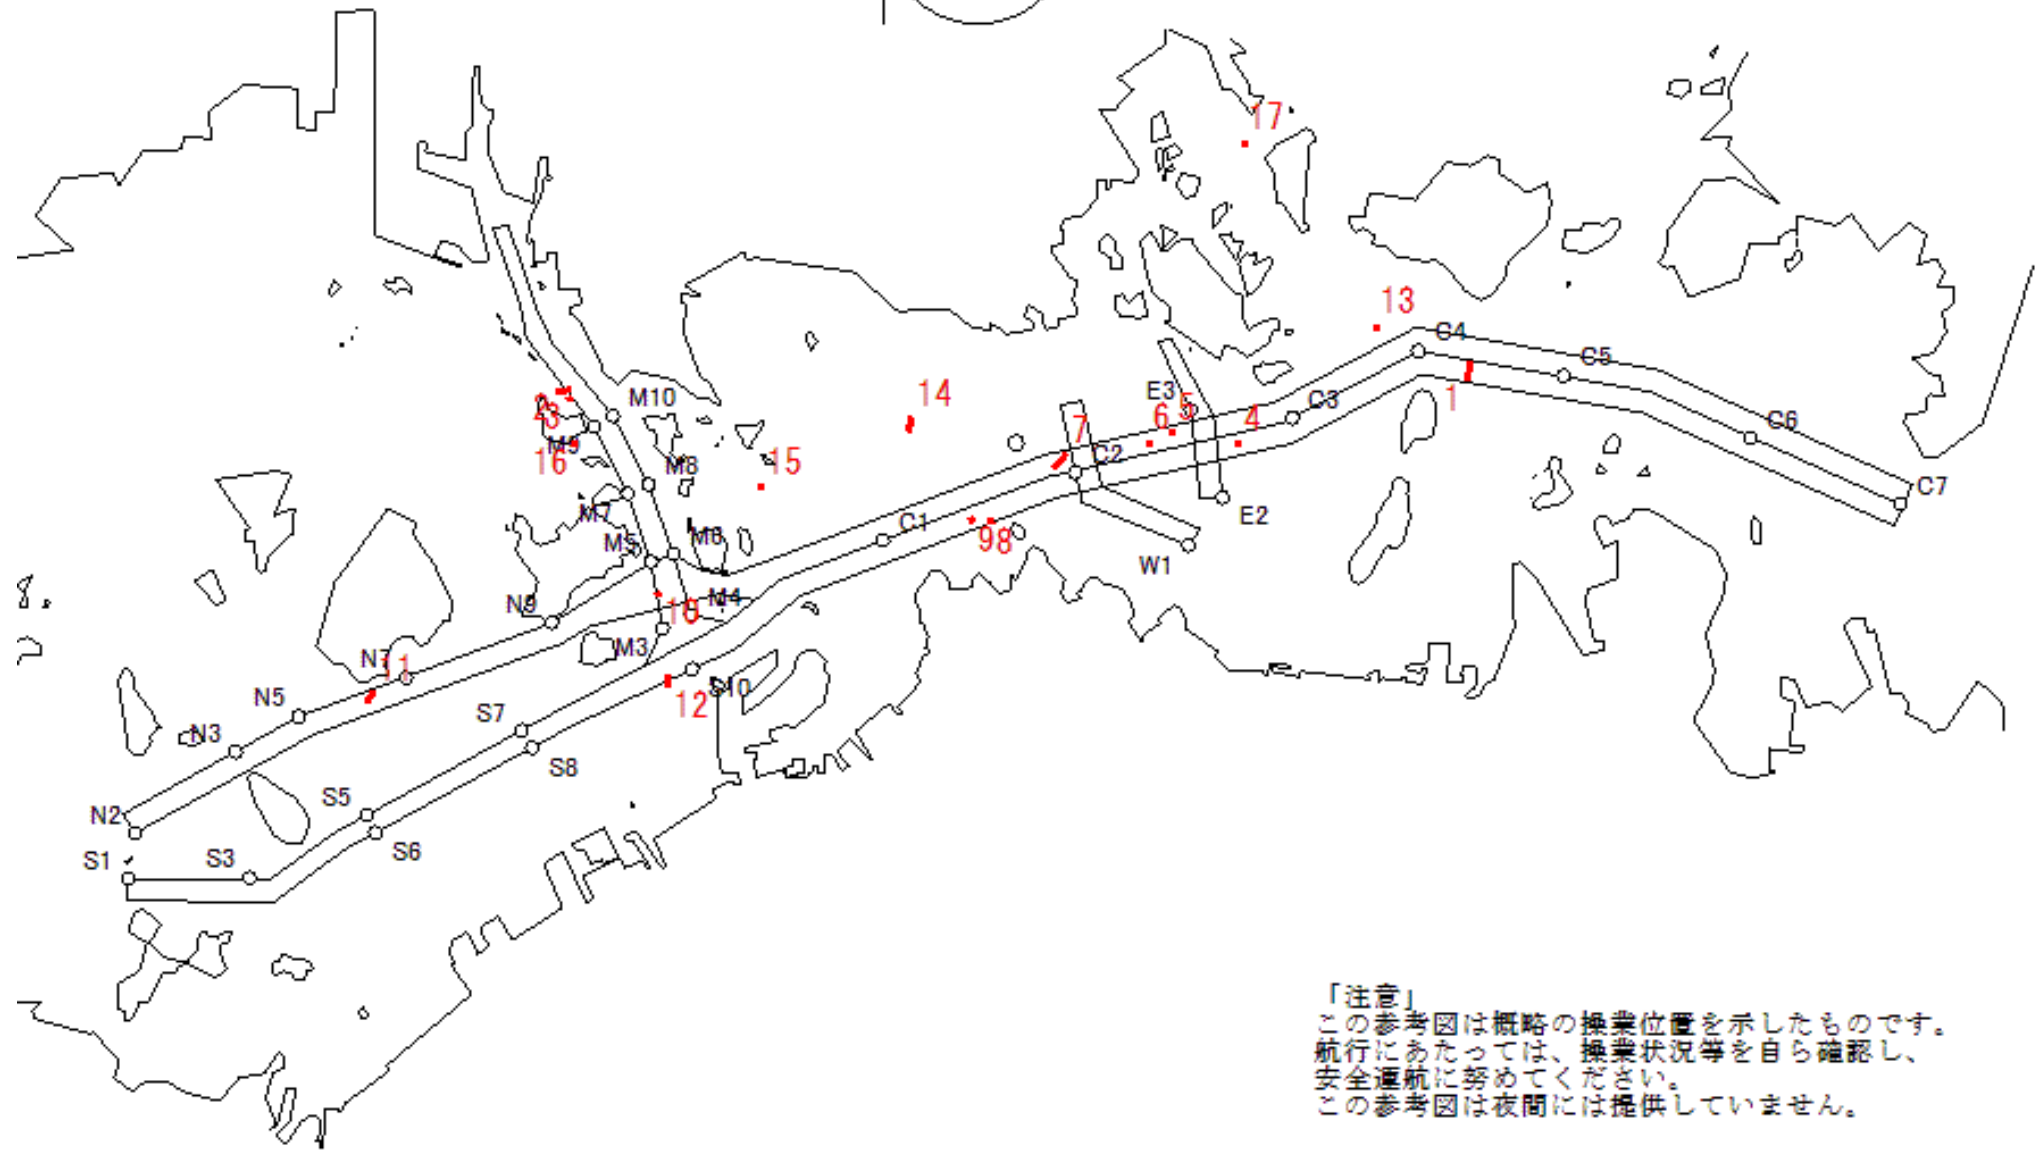 17
13
C4
C5
14
M10
E3
5
6
4
C3
C6
7
2
3
1
M9
16
M8
15
C2
1
C7
M7
E2
C1
M5
M6
98
W1
N9
10
M4
M3
N7
11
N5
S10
12
N3
S7
S8
S5
N2
S6
S1
S3
「注意」
この参考図は概略の操業位置を示したものです。
航行にあたっては、操業状況等を自ら確認し、
安全運航に努めてください。
この参考図は夜間には提供していません。